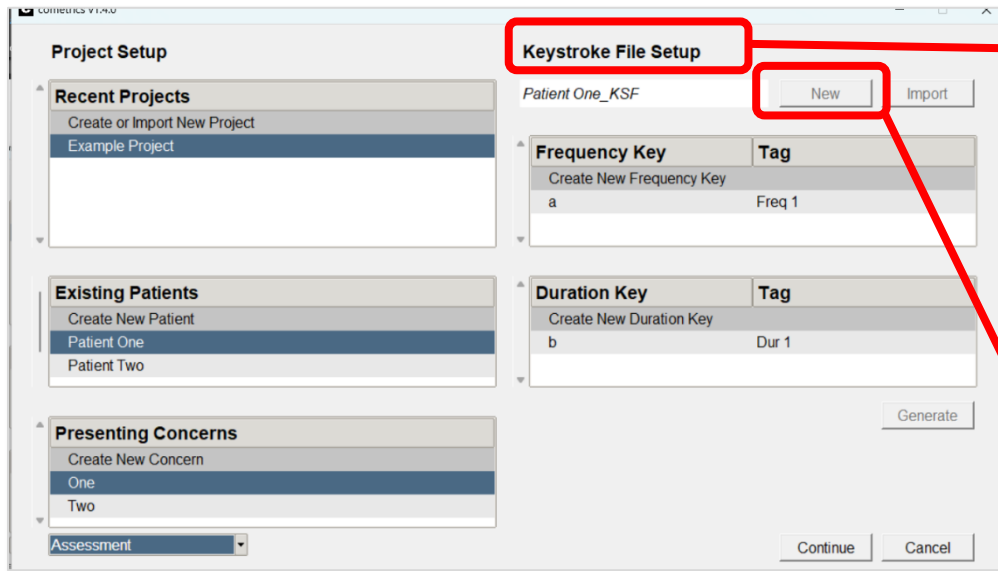 cometrics v1.4.0
Project Setup
Recent Projects
Create or Import New Project
Example Project
Existing Patients
Create New Patient
Patient One
Patient Two
Presenting Concerns
Create New Concern
One
Two
Assessment
Keystroke File Setup
Patient One_KSF New Import
Frequency Key Tag
Create New Frequency Key
a Freq 1
Duration Key Tag
Create New Duration Key
b Dur 1
Generate
Continue Cancel